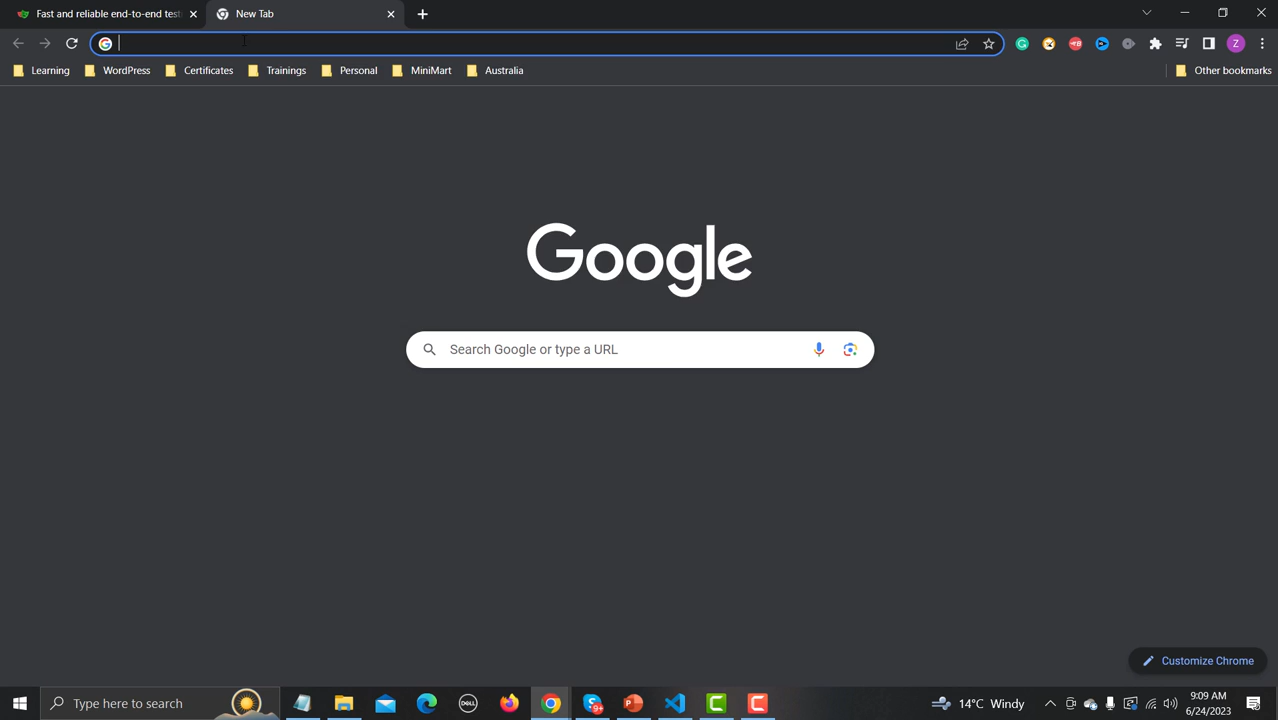 Fast and reliable end-to-end test
New Tab
Learning
WordPress
Certificates
Trainings
Personal
MiniMart
Australia
Other bookmarks
Google
Search Google or type a URL
Customize Chrome
Type here to search
14°C Windy
9:09 AM
6/24/2023